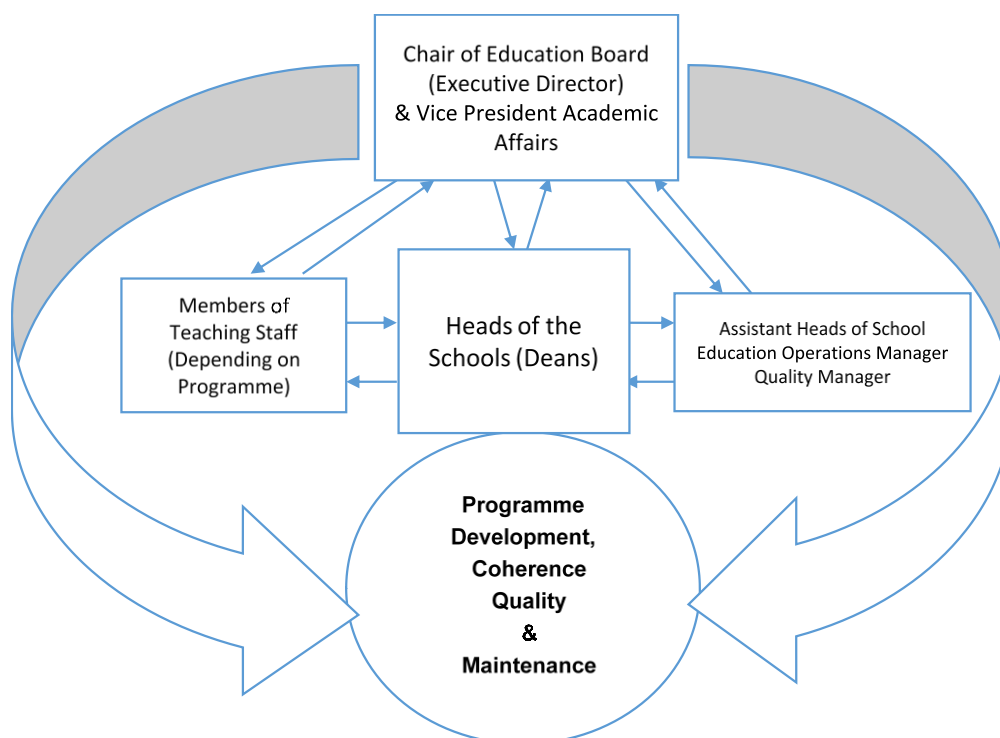 Chair of Education Board
(Executive Director)
& Vice President Academic
Affairs
Members of
Teaching Staff
(Depending on
Programme)
Heads of the
Schools (Deans)
Assistant Heads of School
Education Operations Manager
Quality Manager
Programme
Development,
Coherence
Quality
&
Maintenance